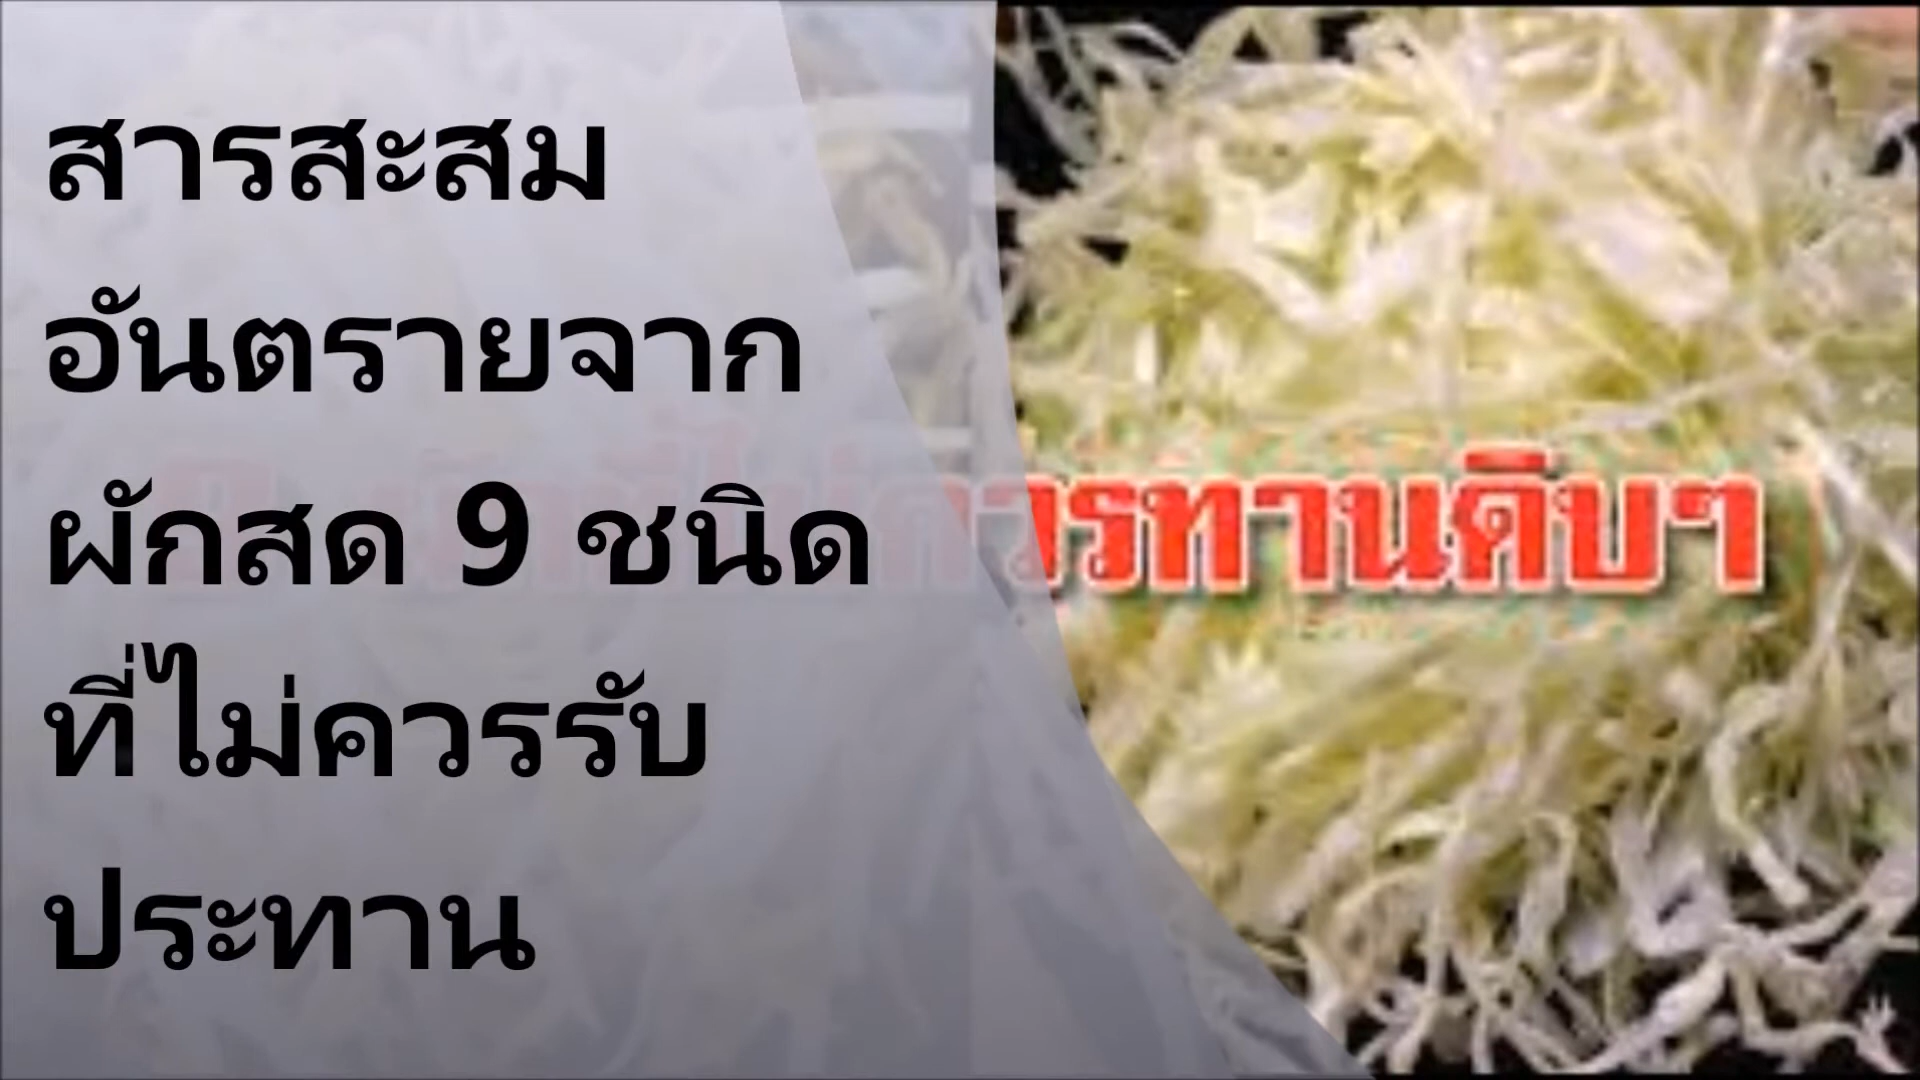 สารสะสม
อันตรายจาก
ผักสด 9 ชนิด
ที่ไม่ควรรับ
ประทาน
ควรทานดิบๆ